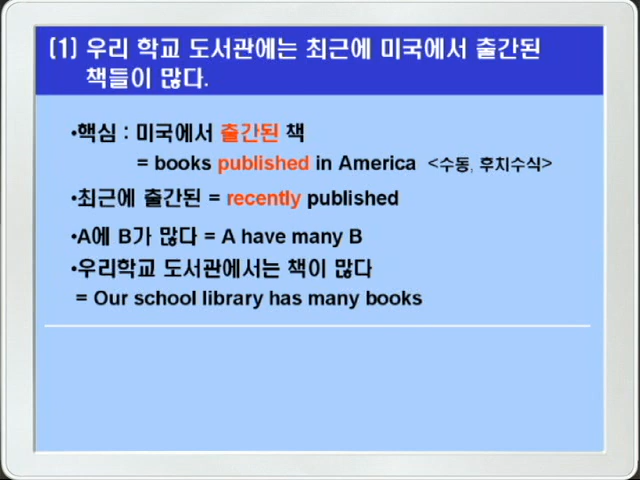 [1] 우리 학교 도서관에는 최근에 미국에서 출간된
책들이 많다.
•핵심 : 미국에서 출간된 책
= books published in America <수동, 후치수식>
•최근에 출간된 = recently published
•A에 B가 많다 = A have many B
•우리학교 도서관에서는 책이 많다
= Our school library has many books